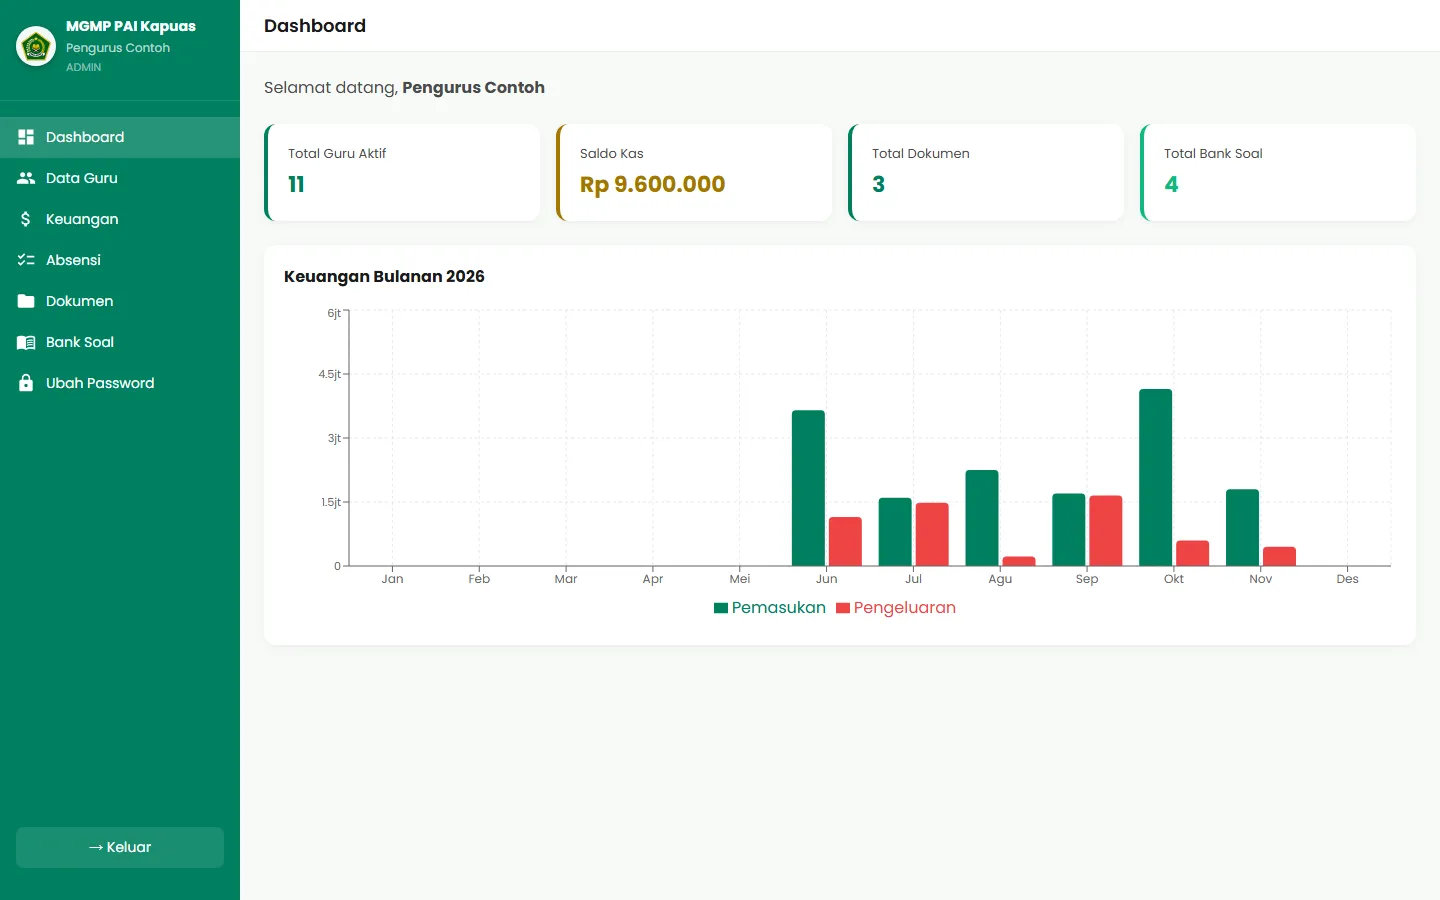 MGMP PAI Kapuas
Pengurus Contoh
ADMIN
Dashboard
Data Guru
Keuangan
Absensi
Dokumen
Bank Soal
Ubah Password
→ Keluar
Dashboard
Selamat datang, Pengurus Contoh
Total Guru Aktif
11
Saldo Kas
Rp 9.600.000
Total Dokumen
3
Total Bank Soal
4
Keuangan Bulanan 2026
6jt
4.5jt
3jt
1.5jt
0
Jan Feb Mar Apr Mei Jun Jul Agu Sep Okt Nov Des
Pemasukan Pengeluaran